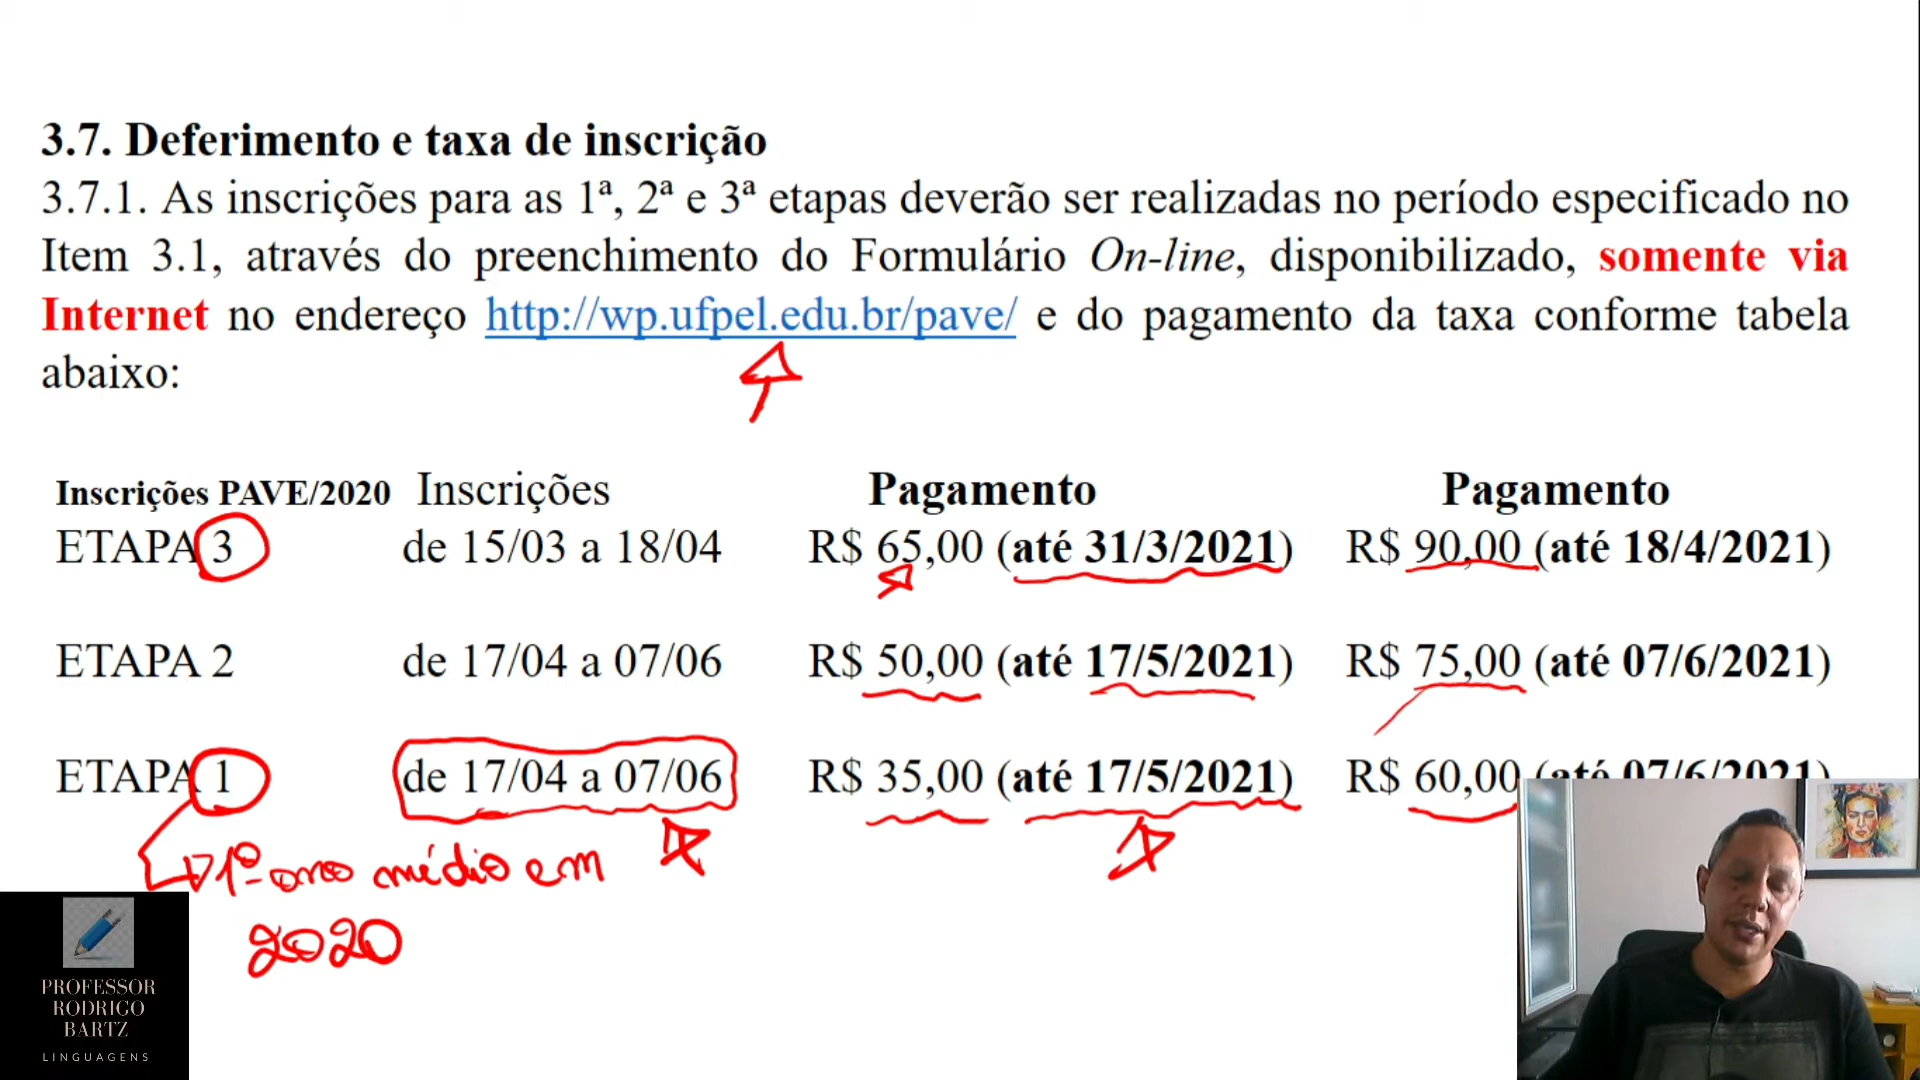 3.7. Deferimento e taxa de inscrição
3.7.1. As inscrições para as 1ª, 2ª e 3ª etapas deverão ser realizadas no período especificado no
Item 3.1, através do preenchimento do Formulário On-line, disponibilizado, somente via
Internet no endereço http://wp.ufpel.edu.br/pave/ e do pagamento da taxa conforme tabela
abaixo:
Inscrições PAVE/2020 Inscrições Pagamento Pagamento
ETAPA 3 de 15/03 a 18/04 R$ 65,00 (até 31/3/2021) R$ 90,00 (até 18/4/2021)
ETAPA 2 de 17/04 a 07/06 R$ 50,00 (até 17/5/2021) R$ 75,00 (até 07/6/2021)
ETAPA 1 de 17/04 a 07/06 R$ 35,00 (até 17/5/2021) R$ 60,00 (até 07/6/2021)
1º ano médio em
2020
PROFESSOR
RODRIGO
BARTZ
LINGUAGENS